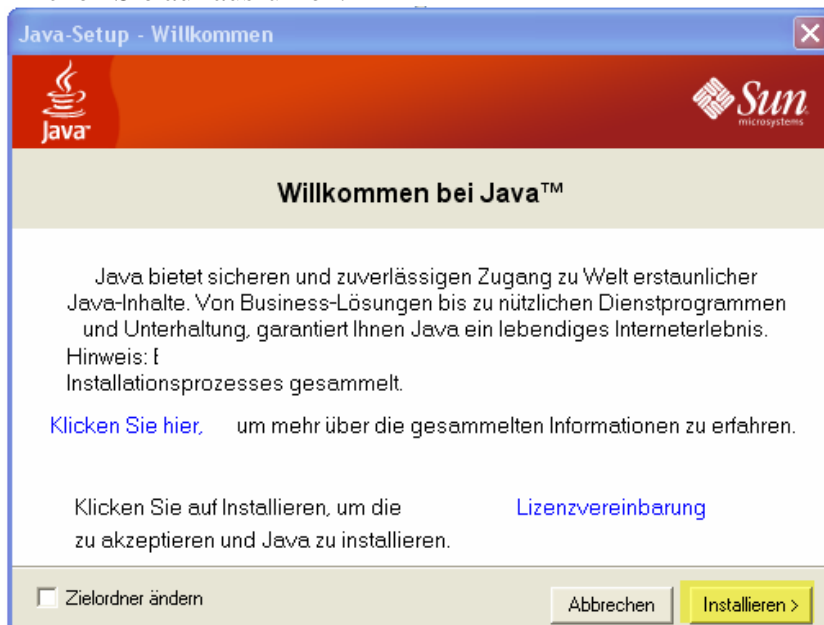 Java-Setup - Willkommen
Java
Sun
microsystems
Willkommen bei Java™
Java bietet sicheren und zuverlässigen Zugang zu Welt erstaunlicher
Java-Inhalte. Von Business-Lösungen bis zu nützlichen Dienstprogrammen
und Unterhaltung, garantiert Ihnen Java ein lebendiges Interneterlebnis.
Hinweis:
Installationsprozesses gesammelt.
Klicken Sie hier, um mehr über die gesammelten Informationen zu erfahren.
Klicken Sie auf Installieren, um die Lizenzvereinbarung
zu akzeptieren und Java zu installieren.
Zielordner ändern
Abbrechen
Installieren >